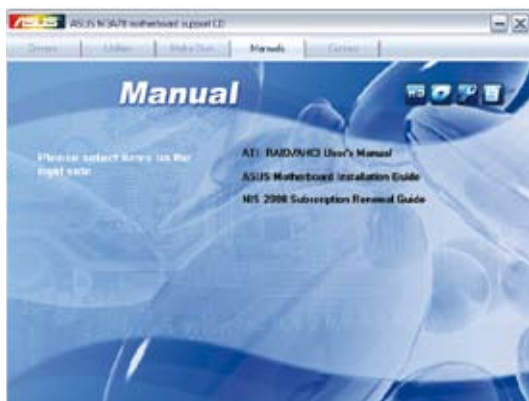 ASUS
ASUS M3A78 motherboard support CD
Drivers Utilities Make Disk Manuals Contact
Manual
Please select items on the
right side.
ATI RAID/AHCI User's Manual
ASUS Motherboard Installation Guide
NIS 2008 Subscription Renewal Guide